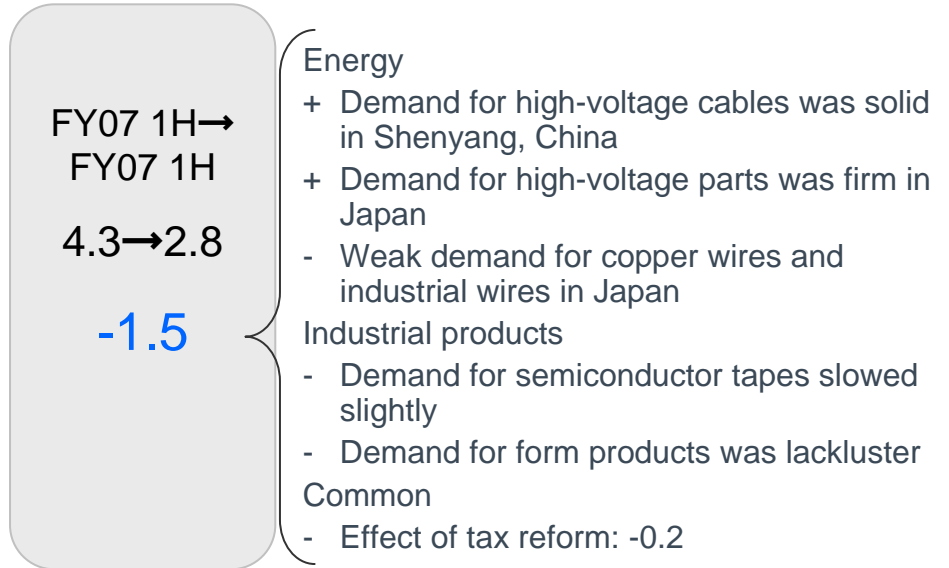 FY07 1H→
FY07 1H
4.3→2.8
-1.5
Energy
+ Demand for high-voltage cables was solid
in Shenyang, China
+ Demand for high-voltage parts was firm in
Japan
- Weak demand for copper wires and
industrial wires in Japan
Industrial products
- Demand for semiconductor tapes slowed
slightly
- Demand for form products was lackluster
Common
- Effect of tax reform: -0.2